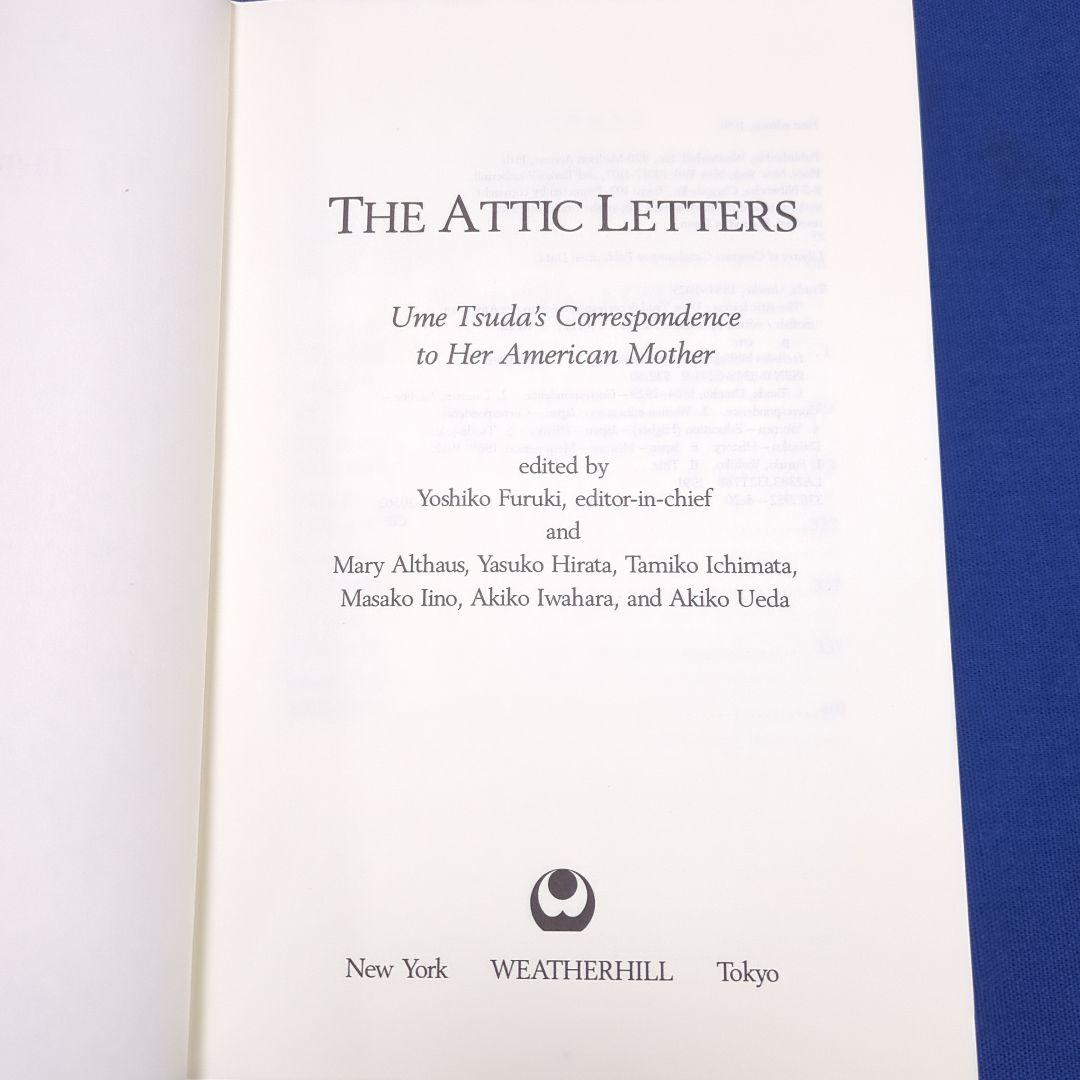 THE ATTIC LETTERS
Ume Tsuda's Correspondence
to Her American Mother
edited by
Yoshiko Furuki, editor-in-chief
and
Mary Althaus, Yasuko Hirata, Tamiko Ichimata,
Masako Iino, Akiko Iwahara, and Akiko Ueda
New York WEATHERHILL Tokyo